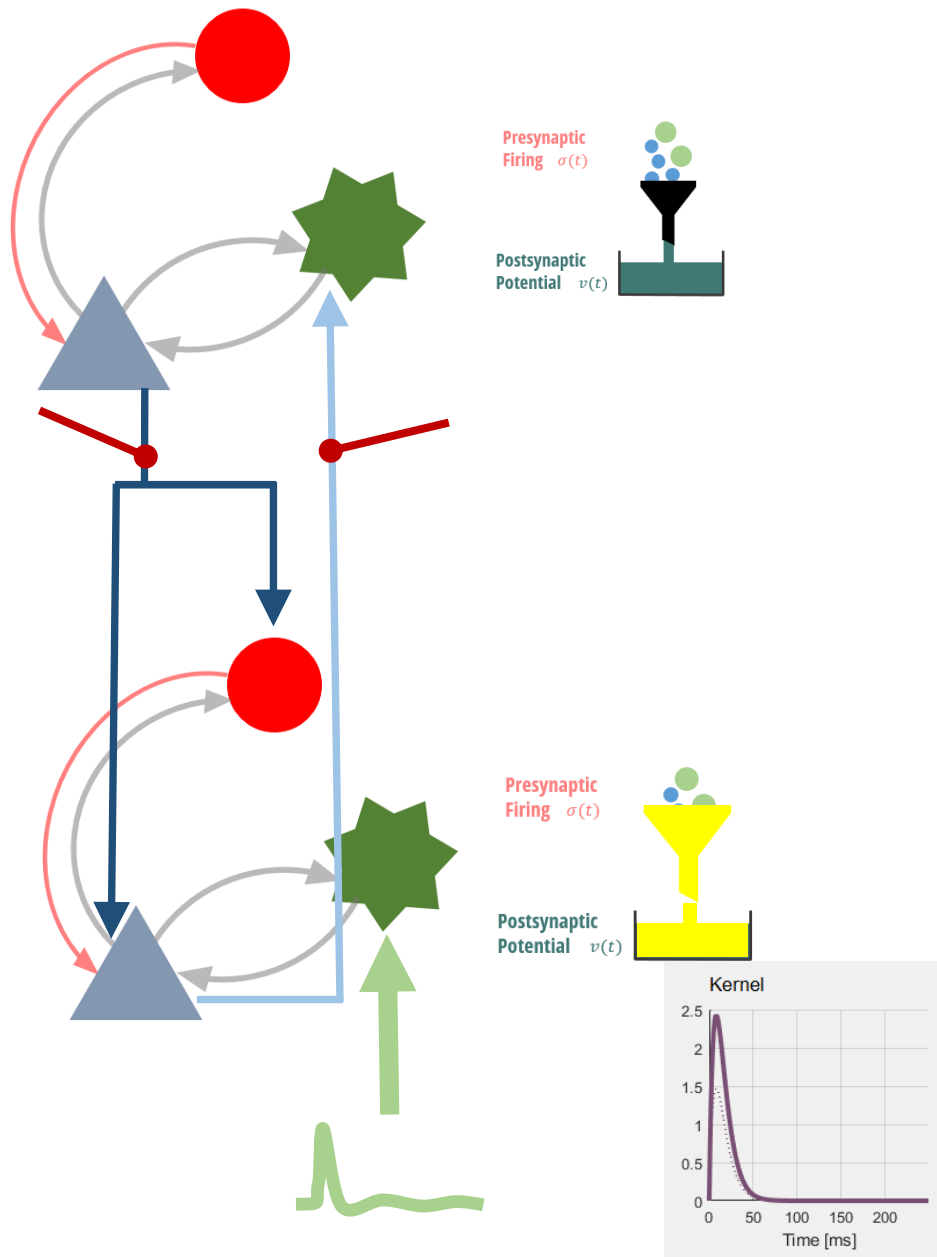 Presynaptic
Firing σ(t)
Postsynaptic
Potential v(t)
Presynaptic
Firing σ(t)
Postsynaptic
Potential v(t)
Kernel
2.5
2
1.5
1
0.5
0
0 50 100 150 200
Time [ms]